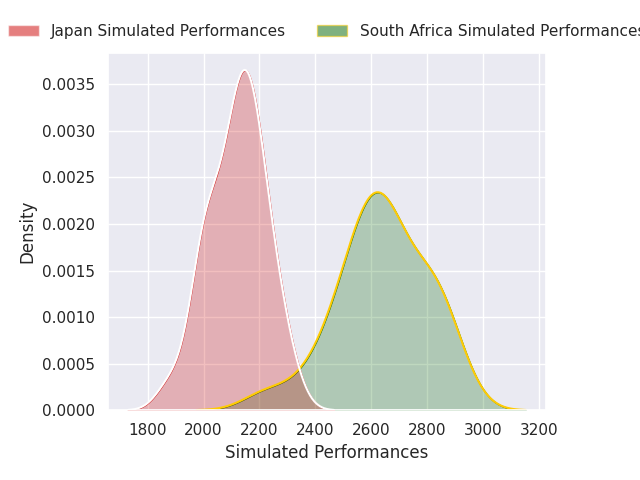 Japan Simulated Performances
South Africa Simulated Performances
0.0035
0.0030
0.0025
0.0020
0.0015
0.0010
0.0005
0.0000
Density
1800 2000 2200 2400 2600 2800 3000 3200
Simulated Performances